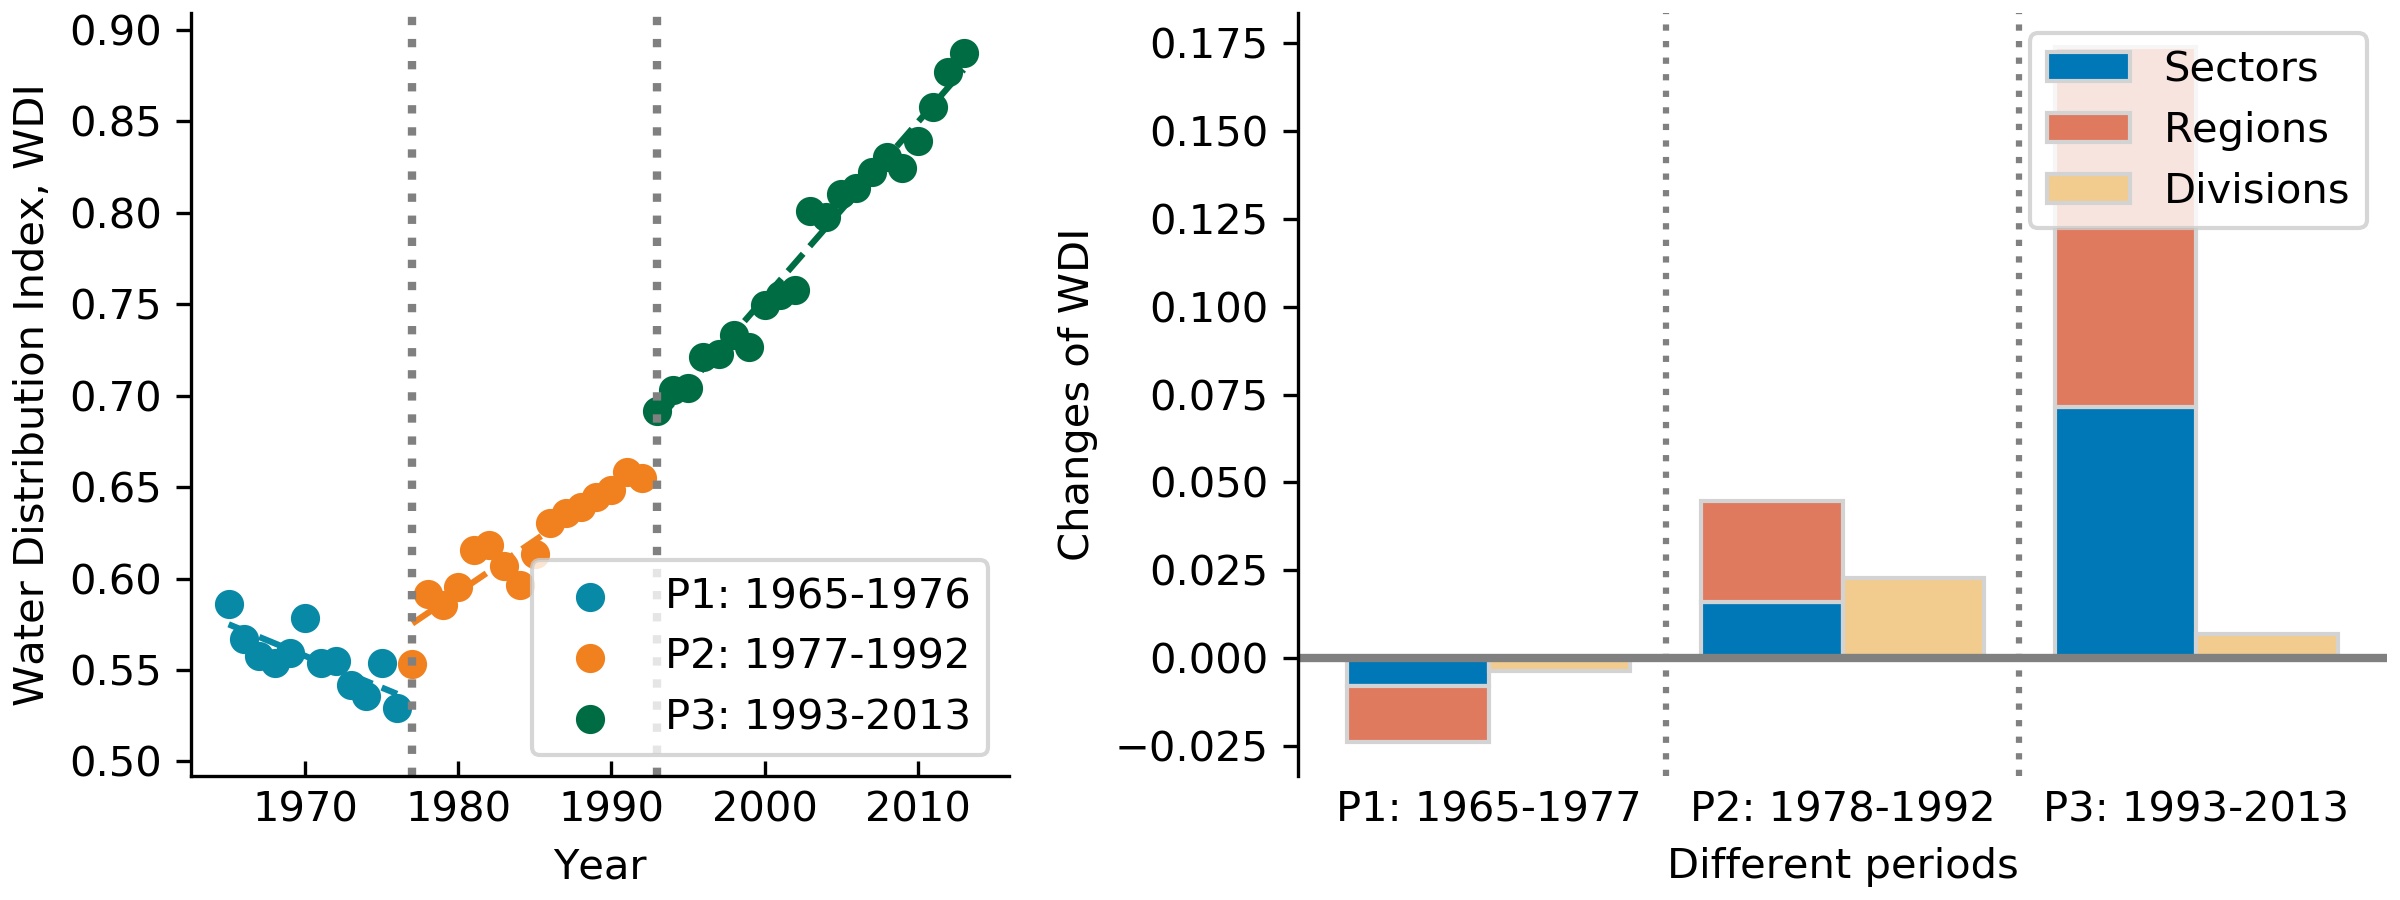 Water Distribution Index, WDI
0.90
0.85
0.80
0.75
0.70
0.65
0.60
0.55
0.50
P1: 1965-1976
P2: 1977-1992
P3: 1993-2013
1970 1980 1990 2000 2010
Year
Changes of WDI
0.175
0.150
0.125
0.100
0.075
0.050
0.025
0.000
−0.025
Sectors
Regions
Divisions
P1: 1965-1977 P2: 1978-1992 P3: 1993-2013
Different periods